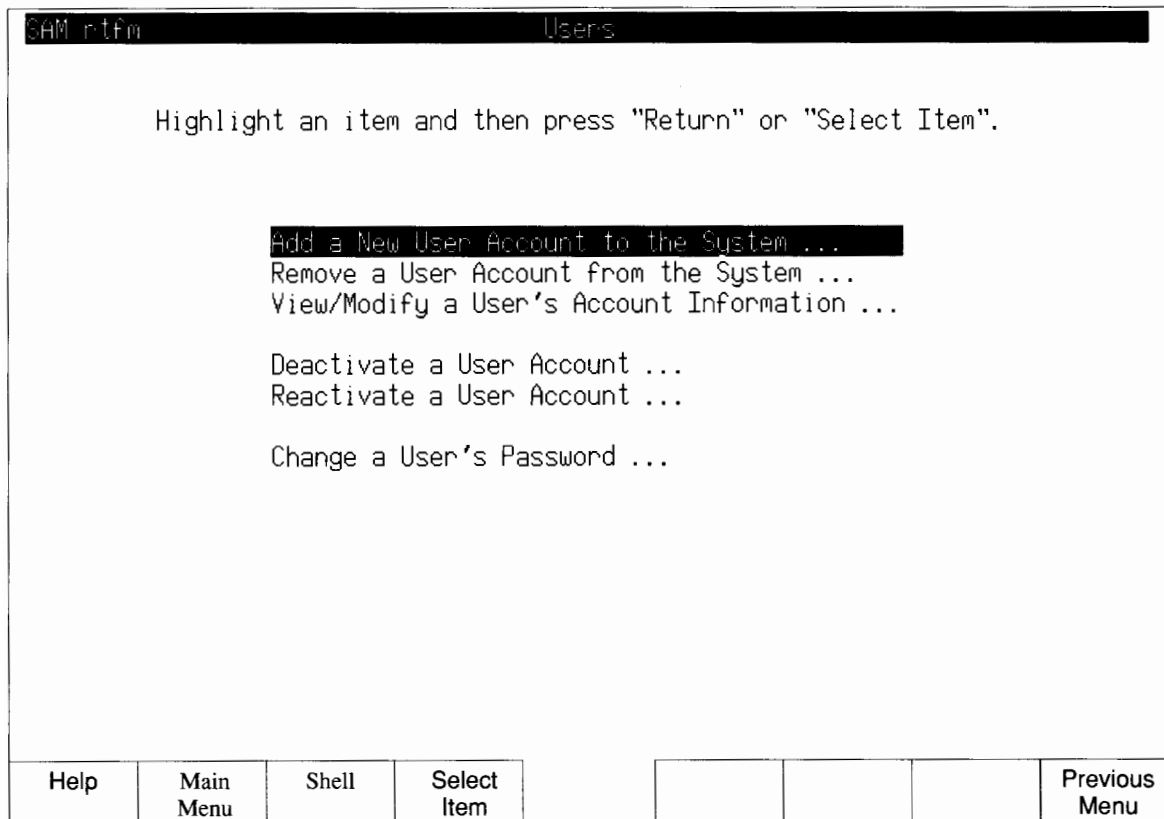 SAM rtfm Users
Highlight an item and then press "Return" or "Select Item".
Add a New User Account to the System ...
Remove a User Account from the System ...
View/Modify a User's Account Information ...
Deactivate a User Account ...
Reactivate a User Account ...
Change a User's Password ...
Help Main Shell Select Previous
Menu Item Menu